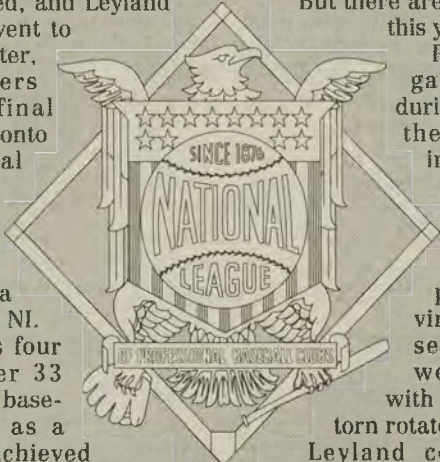 ed, and Leyland
vent to
ter,
ers
final
onto
al
a
NL
s four
er 33
base-
as a
chieved
SINCE 1876
NATIONAL
LEAGUE
OF PROFESSIONAL BASEBALL CLUBS
But there are
this y
ga
duri
the
in
vir
se
we
with
torn rotato
Leyland c